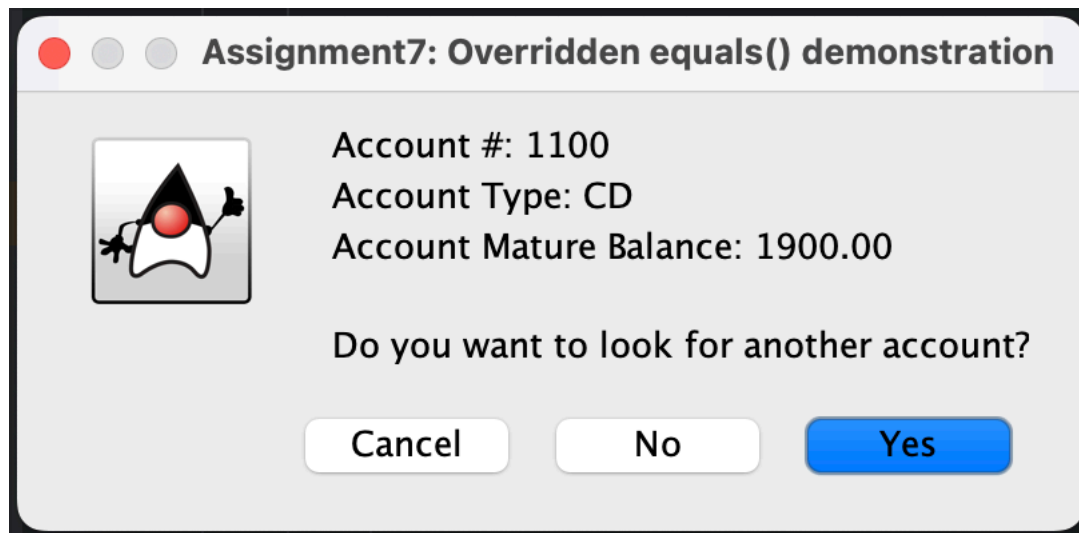 Assignment7: Overridden equals() demonstration
Account #: 1100
Account Type: CD
Account Mature Balance: 1900.00
Do you want to look for another account?
Cancel No Yes